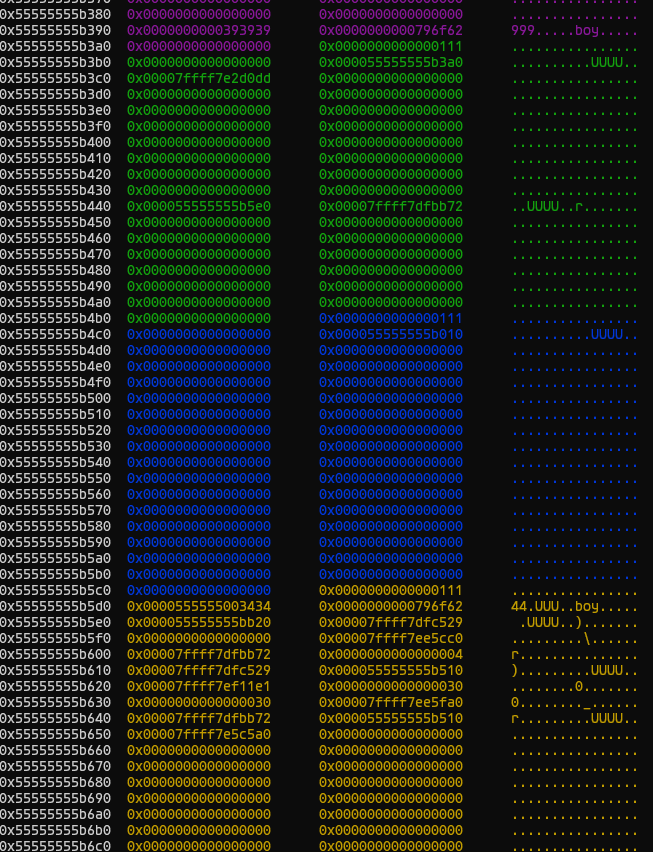 0x55555555b380 0x0000000000000000 0x0000000000000000 ................
0x55555555b390 0x0000000000393939 0x0000000000796f62 999.....boy.....
0x55555555b3a0 0x0000000000000000 0x0000000000000111 ................
0x55555555b3b0 0x0000000000000000 0x000055555555b3a0 ..........UUUU..
0x55555555b3c0 0x00007ffff7e2d0dd 0x0000000000000000 ................
0x55555555b3d0 0x0000000000000000 0x0000000000000000 ................
0x55555555b3e0 0x0000000000000000 0x0000000000000000 ................
0x55555555b3f0 0x0000000000000000 0x0000000000000000 ................
0x55555555b400 0x0000000000000000 0x0000000000000000 ................
0x55555555b410 0x0000000000000000 0x0000000000000000 ................
0x55555555b420 0x0000000000000000 0x0000000000000000 ................
0x55555555b430 0x0000000000000000 0x0000000000000000 ................
0x55555555b440 0x000055555555b5e0 0x00007ffff7dfbb72 ..UUUU..r.......
0x55555555b450 0x0000000000000000 0x0000000000000000 ................
0x55555555b460 0x0000000000000000 0x0000000000000000 ................
0x55555555b470 0x0000000000000000 0x0000000000000000 ................
0x55555555b480 0x0000000000000000 0x0000000000000000 ................
0x55555555b490 0x0000000000000000 0x0000000000000000 ................
0x55555555b4a0 0x0000000000000000 0x0000000000000000 ................
0x55555555b4b0 0x0000000000000000 0x0000000000000111 ................
0x55555555b4c0 0x0000000000000000 0x000055555555b010 ..........UUUU..
0x55555555b4d0 0x0000000000000000 0x0000000000000000 ................
0x55555555b4e0 0x0000000000000000 0x0000000000000000 ................
0x55555555b4f0 0x0000000000000000 0x0000000000000000 ................
0x55555555b500 0x0000000000000000 0x0000000000000000 ................
0x55555555b510 0x0000000000000000 0x0000000000000000 ................
0x55555555b520 0x0000000000000000 0x0000000000000000 ................
0x55555555b530 0x0000000000000000 0x0000000000000000 ................
0x55555555b540 0x0000000000000000 0x0000000000000000 ................
0x55555555b550 0x0000000000000000 0x0000000000000000 ................
0x55555555b560 0x0000000000000000 0x0000000000000000 ................
0x55555555b570 0x0000000000000000 0x0000000000000000 ................
0x55555555b580 0x0000000000000000 0x0000000000000000 ................
0x55555555b590 0x0000000000000000 0x0000000000000000 ................
0x55555555b5a0 0x0000000000000000 0x0000000000000000 ................
0x55555555b5b0 0x0000000000000000 0x0000000000000000 ................
0x55555555b5c0 0x0000000000000000 0x0000000000000111 ................
0x55555555b5d0 0x0000555555003434 0x0000000000796f62 44.UUU..boy.....
0x55555555b5e0 0x000055555555bb20 0x00007ffff7dfc529 .UUUU..)......
0x55555555b5f0 0x0000000000000000 0x00007ffff7ee5cc0 .........\......
0x55555555b600 0x00007ffff7dfbb72 0x0000000000000004 r...............
0x55555555b610 0x00007ffff7dfc529 0x000055555555b510 ).........UUUU..
0x55555555b620 0x00007ffff7ef11e1 0x0000000000000030 ........0.......
0x55555555b630 0x0000000000000030 0x00007ffff7ee5fa0 0........_......
0x55555555b640 0x00007ffff7dfbb72 0x000055555555b510 r.........UUUU..
0x55555555b650 0x00007ffff7e5c5a0 0x0000000000000000 ................
0x55555555b660 0x0000000000000000 0x0000000000000000 ................
0x55555555b670 0x0000000000000000 0x0000000000000000 ................
0x55555555b680 0x0000000000000000 0x0000000000000000 ................
0x55555555b690 0x0000000000000000 0x0000000000000000 ................
0x55555555b6a0 0x0000000000000000 0x0000000000000000 ................
0x55555555b6b0 0x0000000000000000 0x0000000000000000 ................
0x55555555b6c0 0x0000000000000000 0x0000000000000000 ................